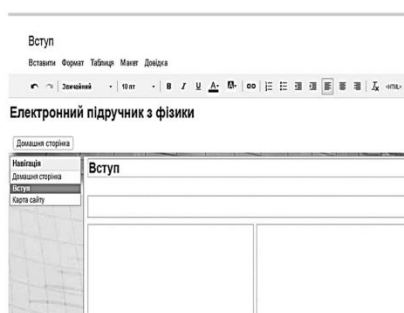 Вступ
Вставити Формат Таблиця Макет Довідка
Звичайний 10 пт B I U A <HTML>
Електронний підручник з фізики
Домашня сторінка
Навігація
Домашня сторінка
Вступ
Карта сайту
Вступ